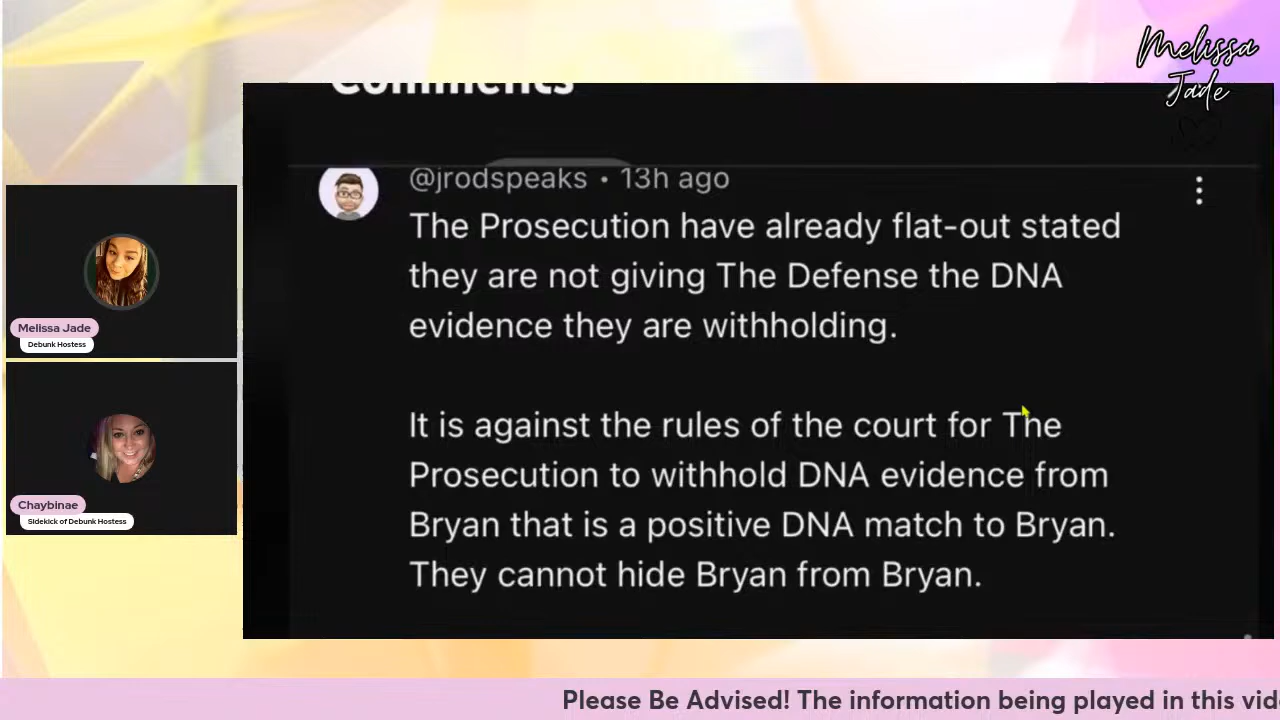 Melissa
Jade
Comments
@jrodspeaks • 13h ago
The Prosecution have already flat-out stated
they are not giving The Defense the DNA
evidence they are withholding.
It is against the rules of the court for The
Prosecution to withhold DNA evidence from
Bryan that is a positive DNA match to Bryan.
They cannot hide Bryan from Bryan.
Melissa Jade
Debunk Hostess
Chaybinae
Sidekick of Debunk Hostess
Please Be Advised! The information being played in this vid